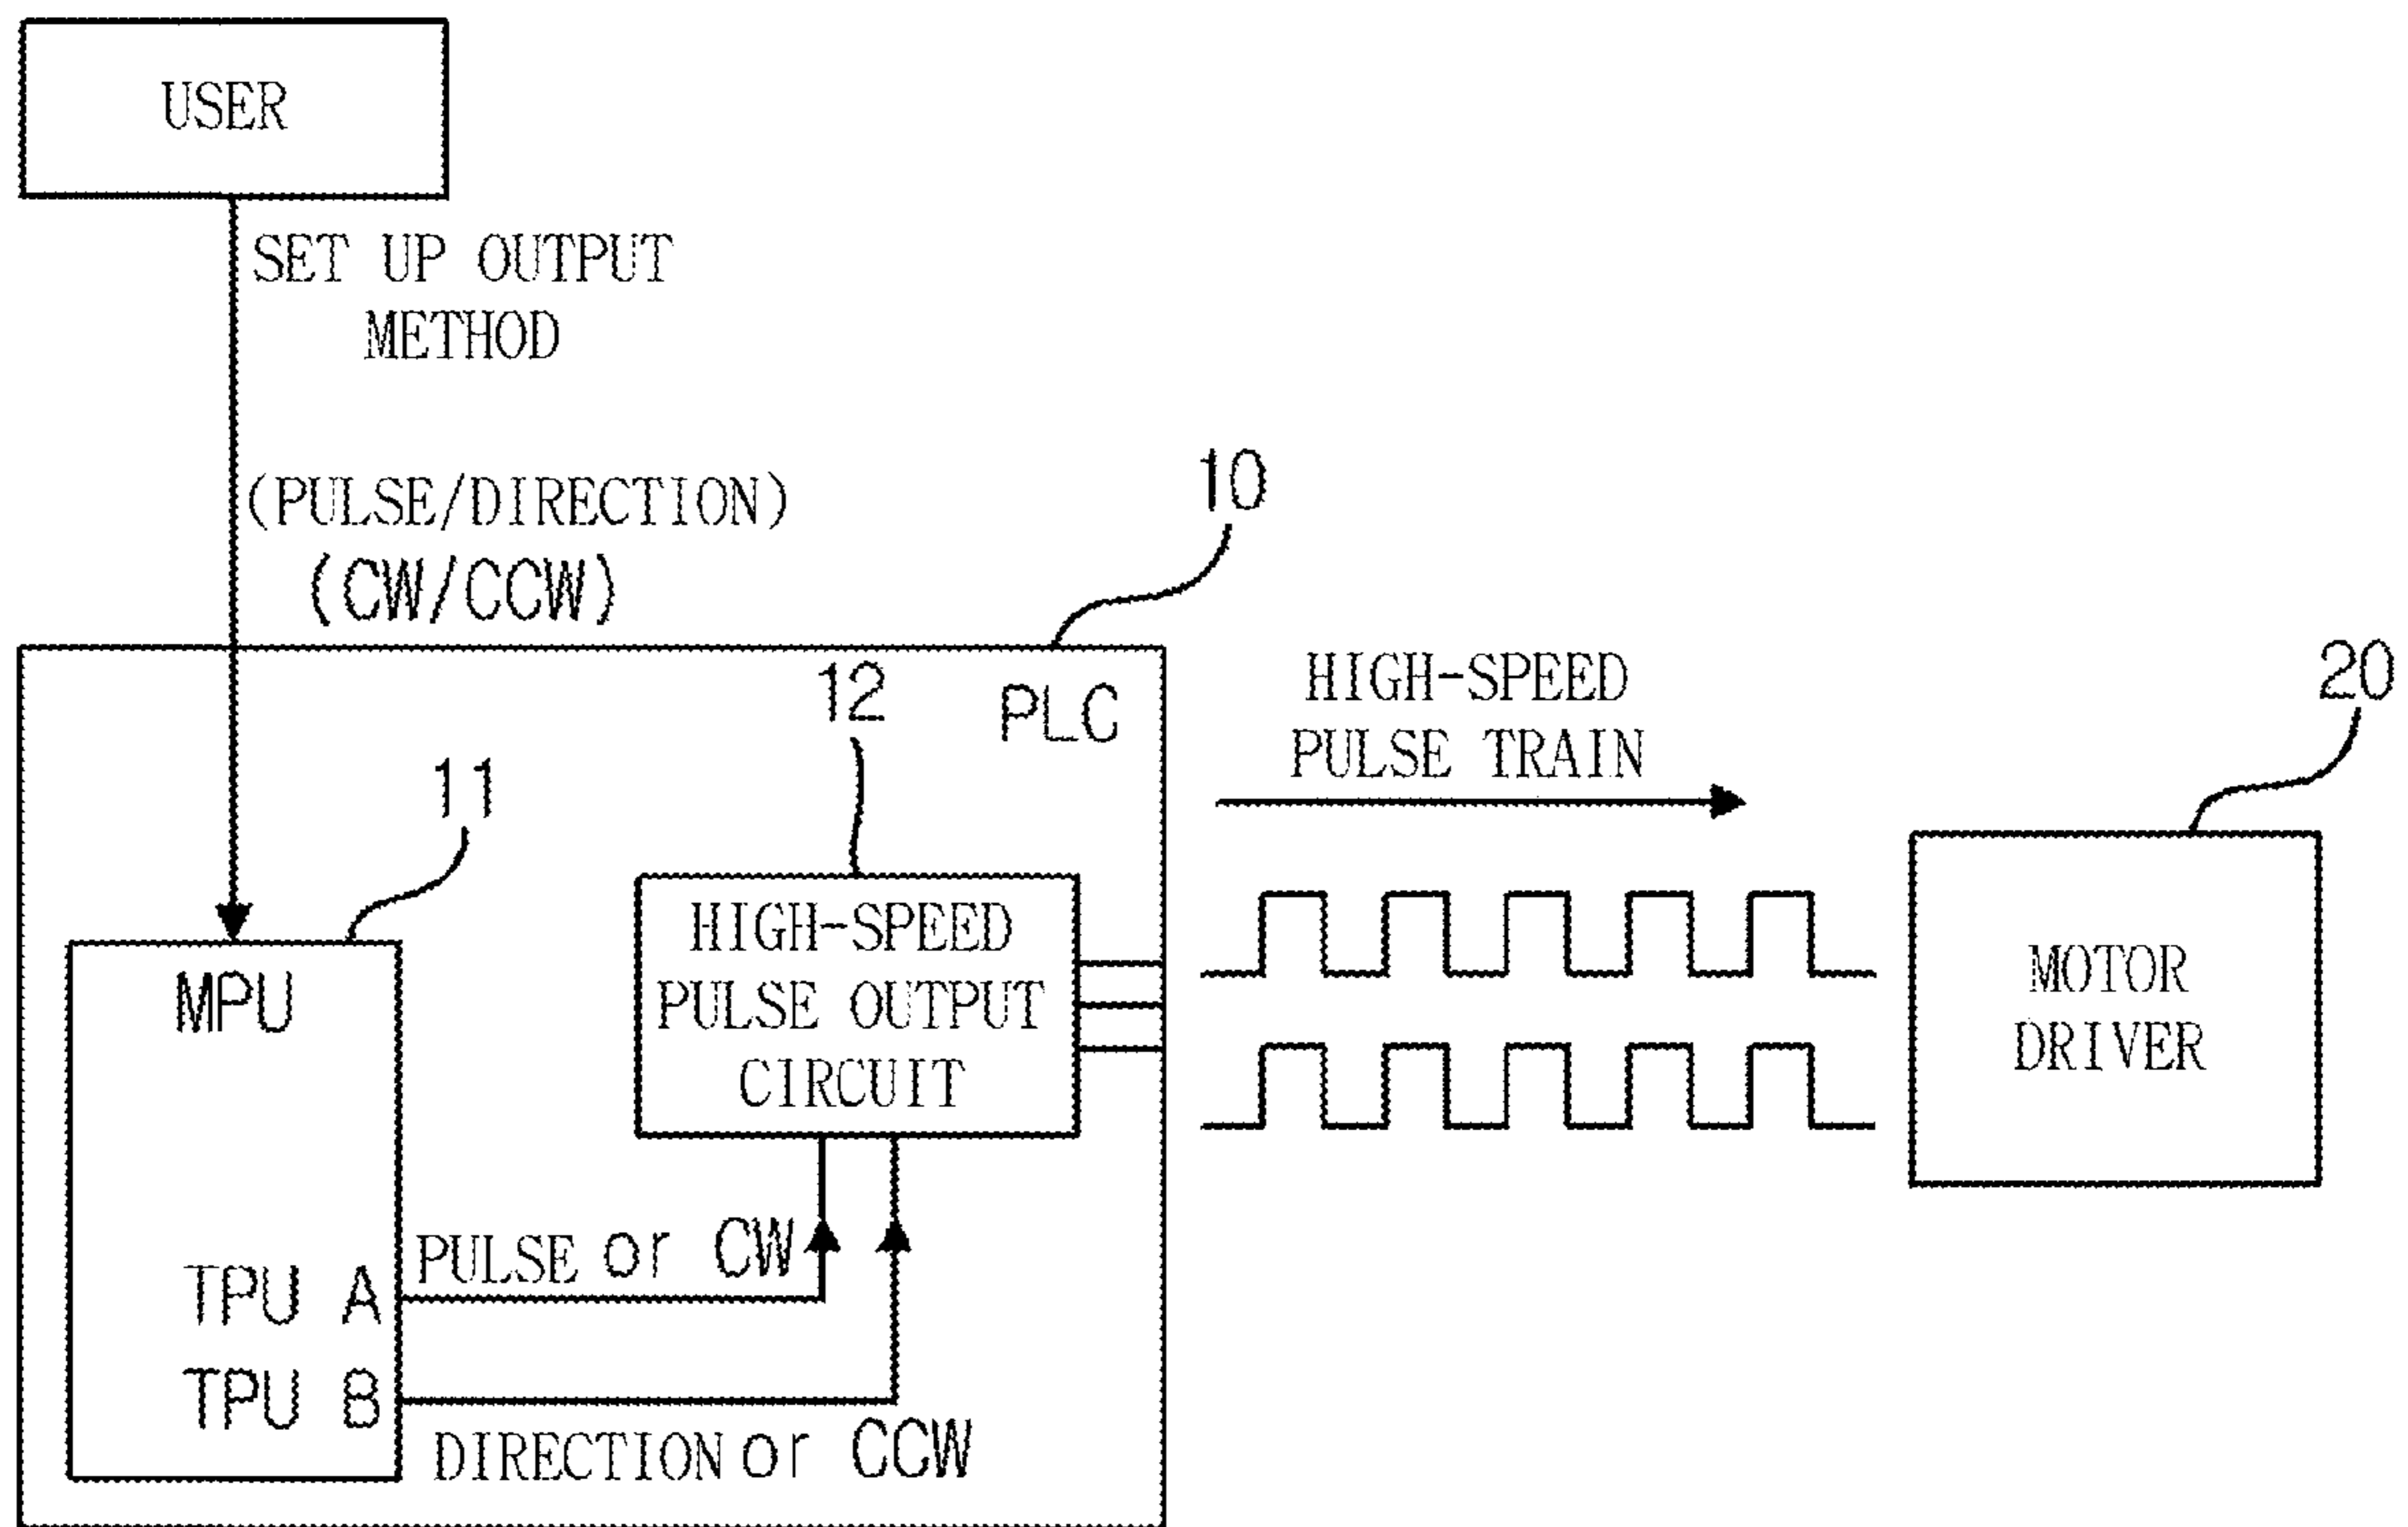 USER
SET UP OUTPUT
METHOD
(PULSE/DIRECTION)
(CW/CCW)
10
PLC
12
11
HIGH-SPEED
PULSE TRAIN
20
HIGH-SPEED
PULSE OUTPUT
CIRCUIT
MPU
MOTOR
DRIVER
PULSE or CW
TPU A
TPU B
DIRECTION or CCW